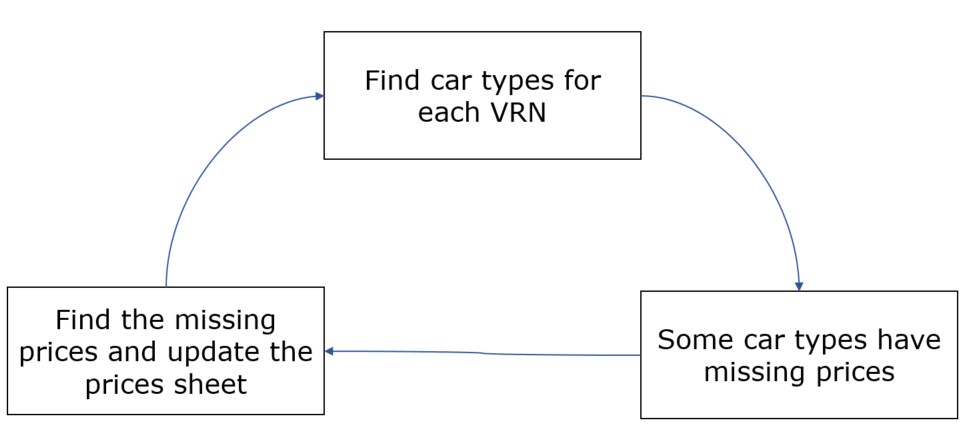 Find car types for
each VRN
Find the missing
prices and update the
prices sheet
Some car types have
missing prices